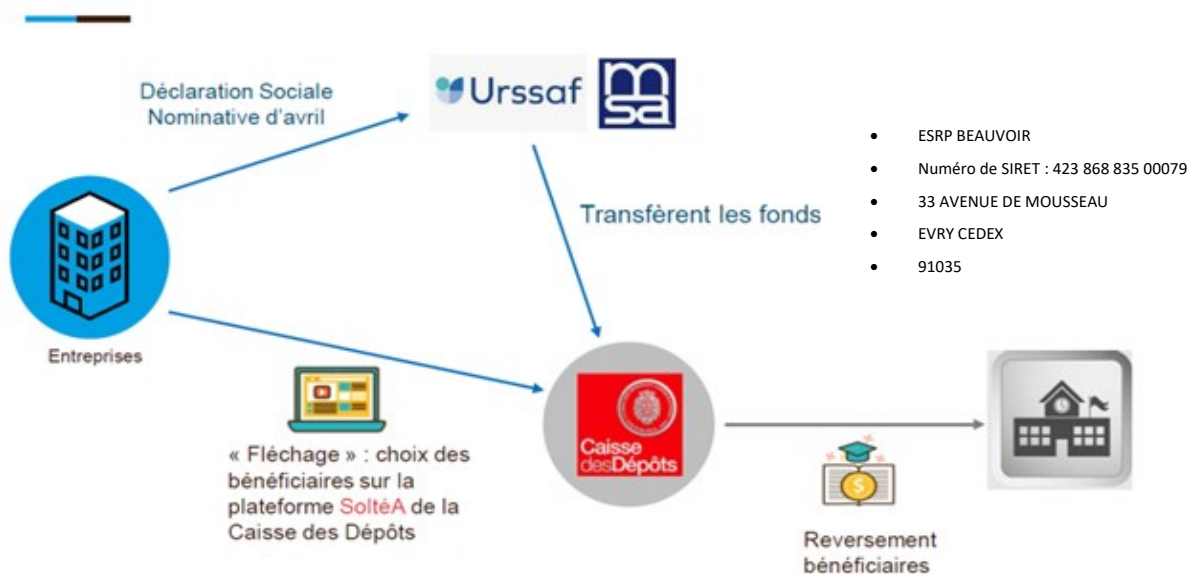 Déclaration Sociale
Nominative d'avril
Urssaf
msa
• ESRP BEAUVOIR
• Numéro de SIRET : 423 868 835 00079
• 33 AVENUE DE MOUSSEAU
• EVRY CEDEX
• 91035
Transfèrent les fonds
Entreprises
« Fléchage » : choix des
bénéficiaires sur la
plateforme SoltéA de la
Caisse des Dépôts
Caisse
desDépôts
$
Reversement
bénéficiaires